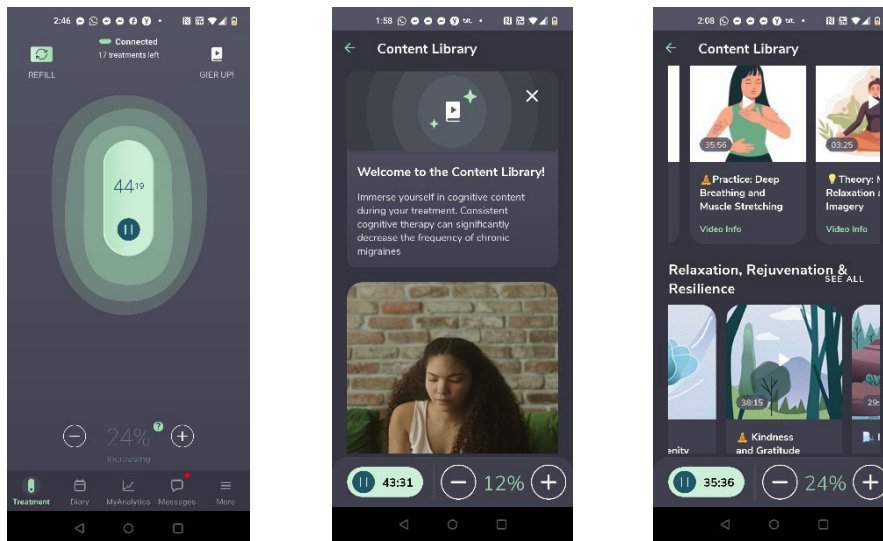 2:46
Connected
17 treatments left
REFILL
GIER UP!
44 19
24%
?
Increasing
Treatment
Diary
MyAnalytics
Messages
More
1:58
Content Library
Welcome to the Content Library!
Immerse yourself in cognitive content
during your treatment. Consistent
cognitive therapy can significantly
decrease the frequency of chronic
migraines
43:31
12%
2:08
Content Library
35:56
03:25
Practice: Deep
Breathing and
Muscle Stretching
Video Info
Theory: M
Relaxation a
Imagery
Video Info
Relaxation, Rejuvenation &
Resilience
SEE ALL
38:15
29:
enity
Kindness
and Gratitude
35:36
24%